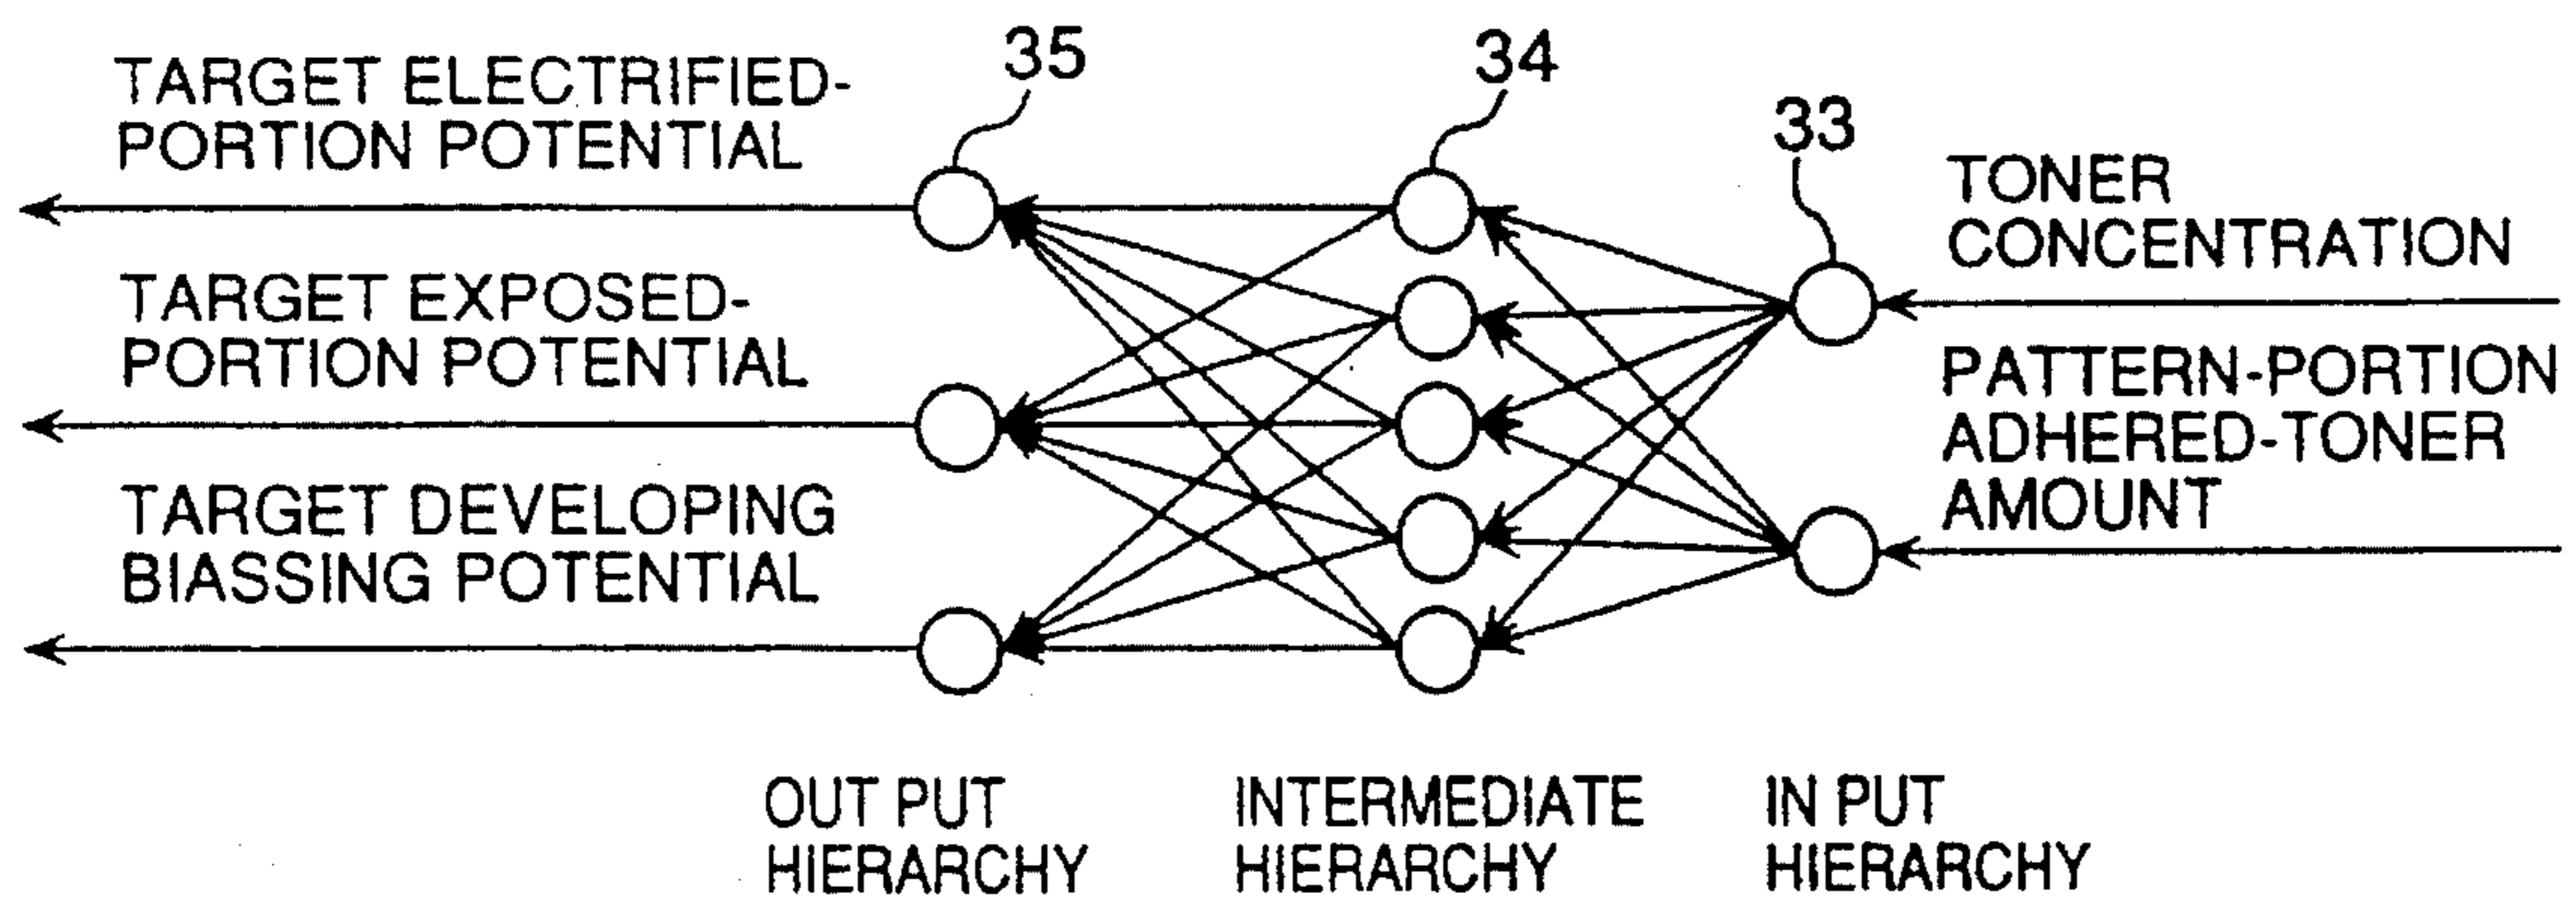 35
34
33
TARGET ELECTRIFIED-
PORTION POTENTIAL
TARGET EXPOSED-
PORTION POTENTIAL
TARGET DEVELOPING
BIASSING POTENTIAL
TONER
CONCENTRATION
PATTERN-PORTION
ADHERED-TONER
AMOUNT
OUT PUT
HIERARCHY
INTERMEDIATE
HIERARCHY
IN PUT
HIERARCHY